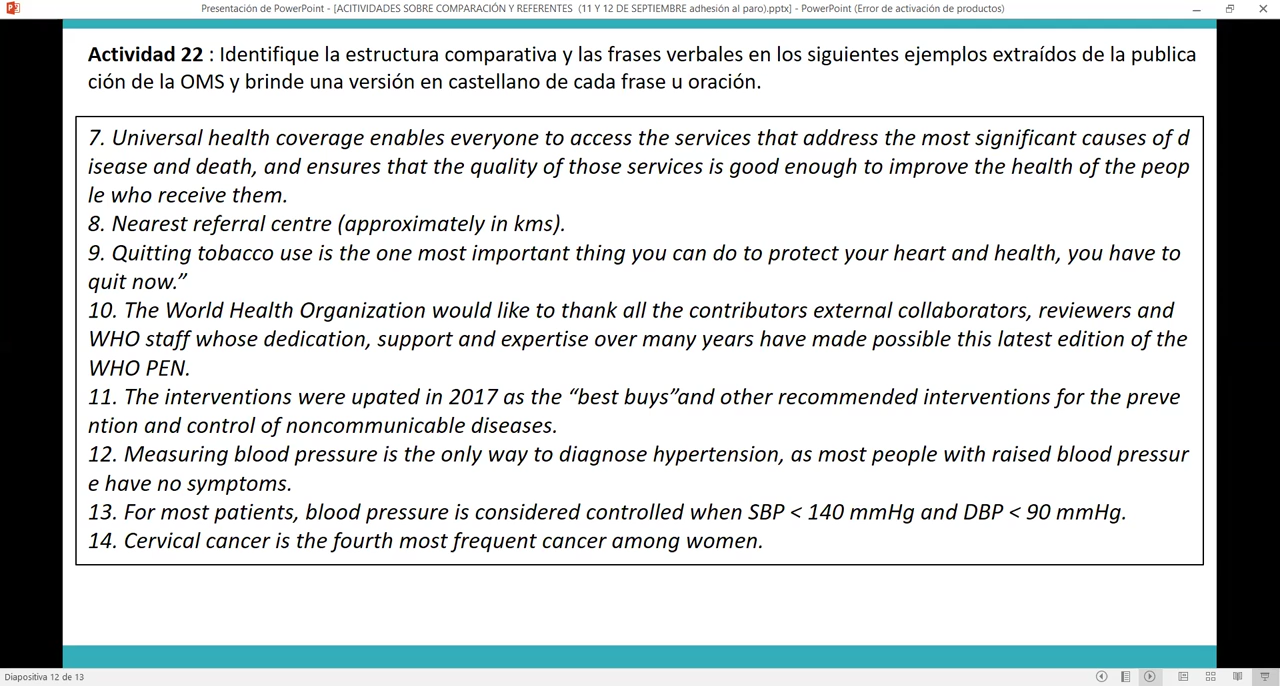 Presentación de PowerPoint - [ACITIVIDADES SOBRE COMPARACIÓN Y REFERENTES (11 Y 12 DE SEPTIEMBRE adhesión al paro).pptx] - PowerPoint (Error de activación de productos)
Actividad 22 : Identifique la estructura comparativa y las frases verbales en los siguientes ejemplos extraídos de la publica
ción de la OMS y brinde una versión en castellano de cada frase u oración.
7. Universal health coverage enables everyone to access the services that address the most significant causes of d
isease and death, and ensures that the quality of those services is good enough to improve the health of the peop
le who receive them.
8. Nearest referral centre (approximately in kms).
9. Quitting tobacco use is the one most important thing you can do to protect your heart and health, you have to
quit now.”
10. The World Health Organization would like to thank all the contributors external collaborators, reviewers and
WHO staff whose dedication, support and expertise over many years have made possible this latest edition of the
WHO PEN.
11. The interventions were upated in 2017 as the “best buys”and other recommended interventions for the preve
ntion and control of noncommunicable diseases.
12. Measuring blood pressure is the only way to diagnose hypertension, as most people with raised blood pressur
e have no symptoms.
13. For most patients, blood pressure is considered controlled when SBP < 140 mmHg and DBP < 90 mmHg.
14. Cervical cancer is the fourth most frequent cancer among women.
Diapositiva 12 de 13